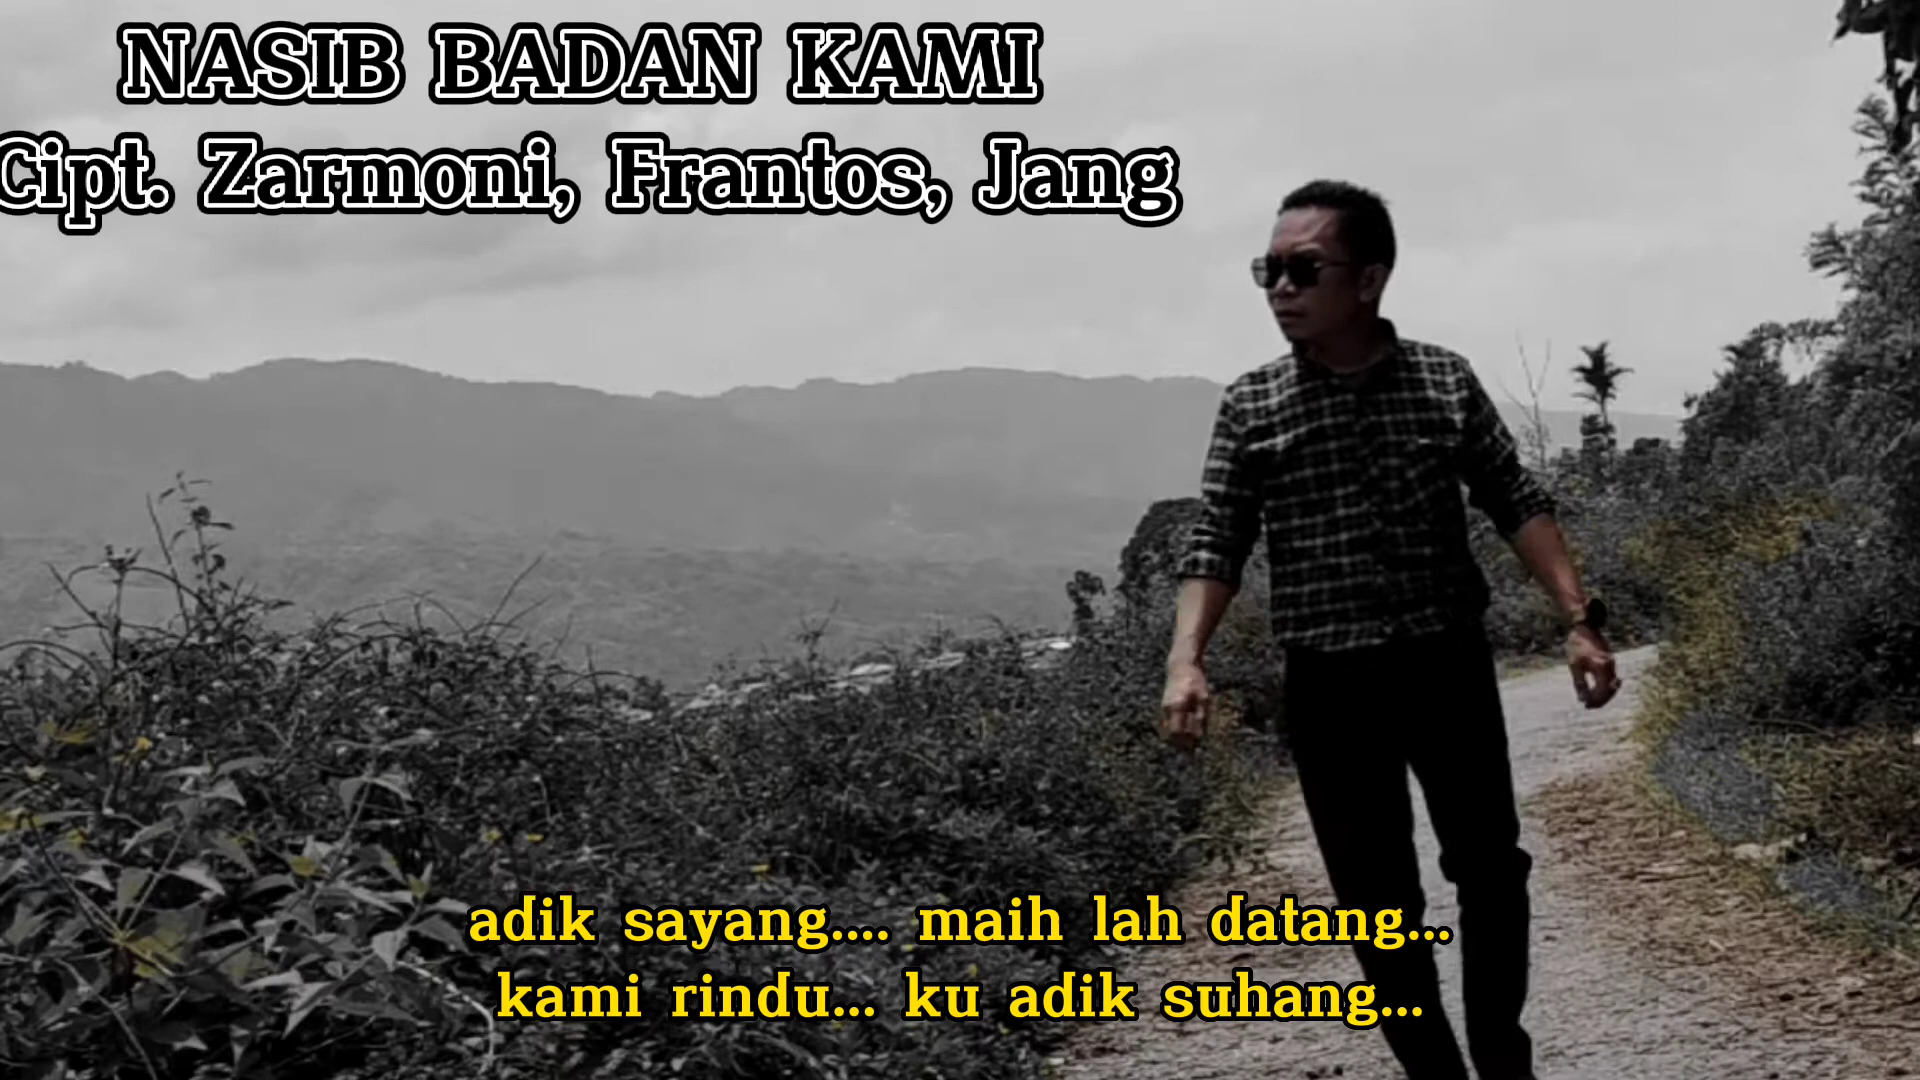 NASIB BADAN KAMI
Cipt. Zarmoni, Frantos, Jang
adik sayang.... maih lah datang...
kami rindu... ku adik suhang...